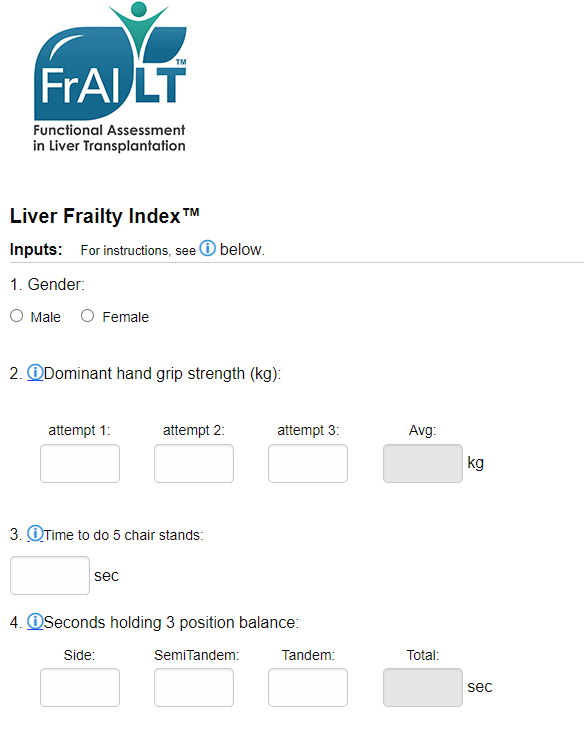 FrAI LT™
Functional Assessment
in Liver Transplantation
Liver Frailty Index™
Inputs: For instructions, see ⓘ below.
1. Gender:
Male Female
2. ⓘDominant hand grip strength (kg):
attempt 1: attempt 2: attempt 3: Avg:
kg
3. ⓘTime to do 5 chair stands:
sec
4. ⓘSeconds holding 3 position balance:
Side: SemiTandem: Tandem: Total:
sec